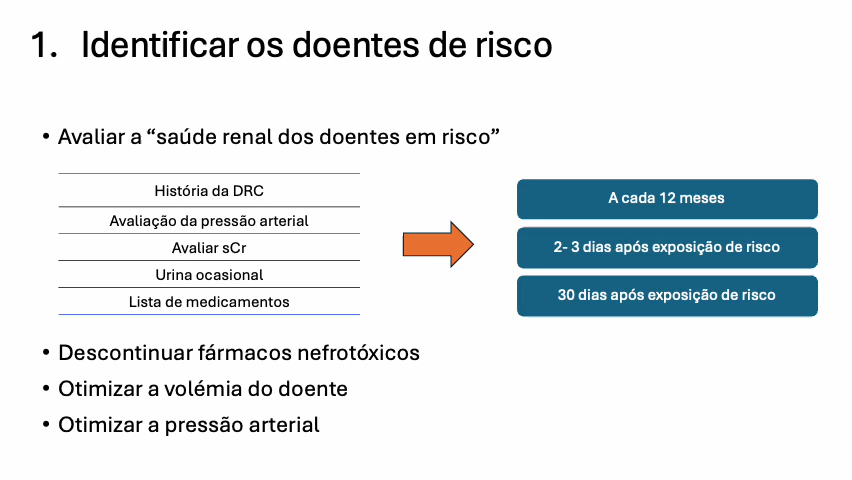 1. Identificar os doentes de risco
• Avaliar a “saúde renal dos doentes em risco”
História da DRC
Avaliação da pressão arterial
Avaliar sCr
Urina ocasional
Lista de medicamentos
A cada 12 meses
2- 3 dias após exposição de risco
30 dias após exposição de risco
• Descontinuar fármacos nefrotóxicos
• Otimizar a volémia do doente
• Otimizar a pressão arterial